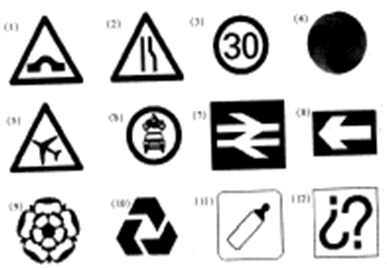 (1) (2) (3) (4)
30
(5) (6) (7) (8)
(9) (10) (11) (12)
¿?